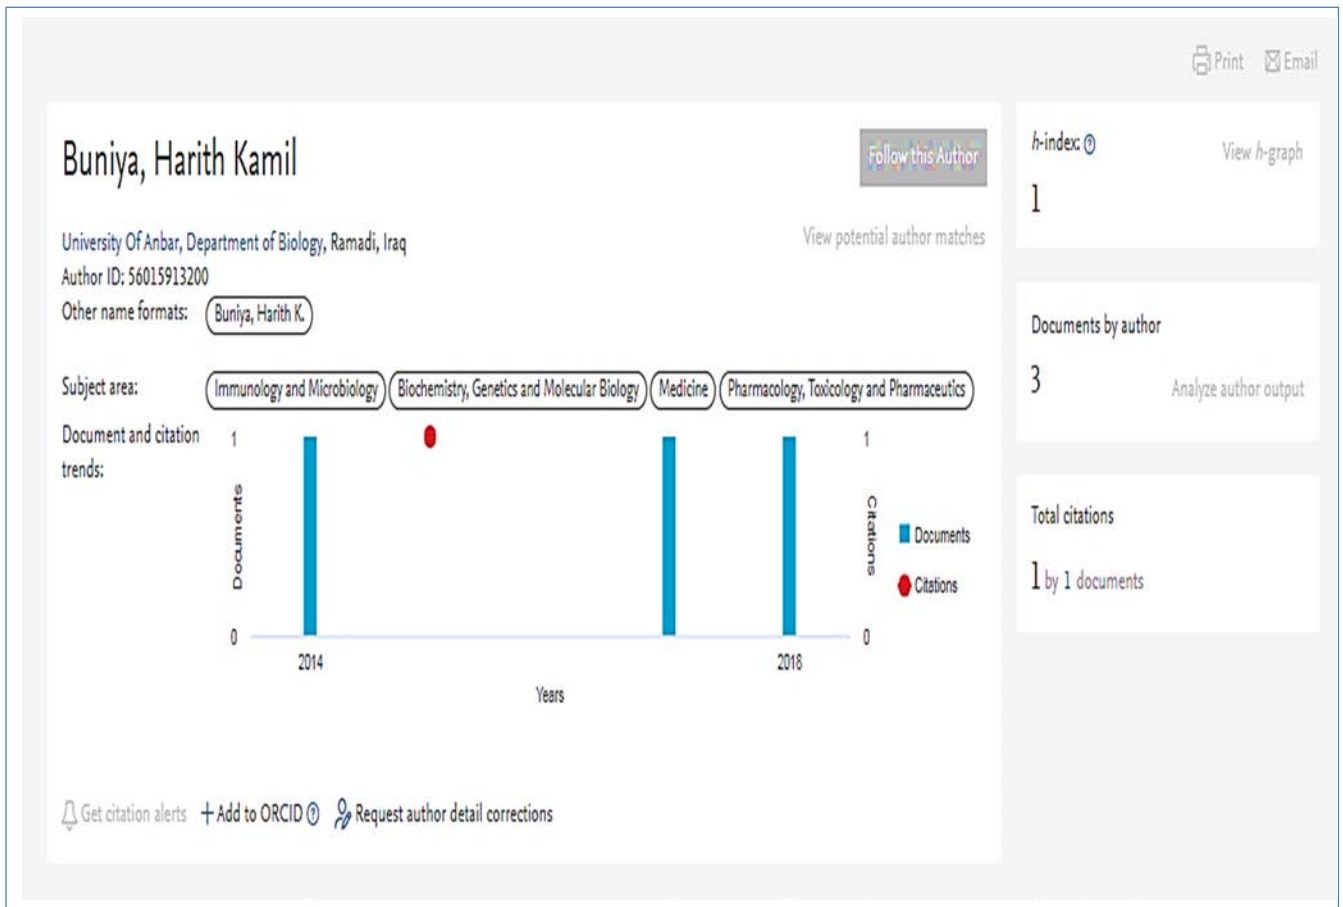 Print Email
Buniya, Harith Kamil
Follow this Author
University Of Anbar, Department of Biology, Ramadi, Iraq
View potential author matches
Author ID: 56015913200
Other name formats: Buniya, Harith K.
Subject area: Immunology and Microbiology Biochemistry, Genetics and Molecular Biology Medicine Pharmacology, Toxicology and Pharmaceutics
Document and citation
trends:
1
1
Documents
Citations
Documents
Citations
0
0
2014
2018
Years
Get citation alerts +Add to ORCID ? Request author detail corrections
h-index: ?
View h-graph
1
Documents by author
3
Analyze author output
Total citations
1 by 1 documents